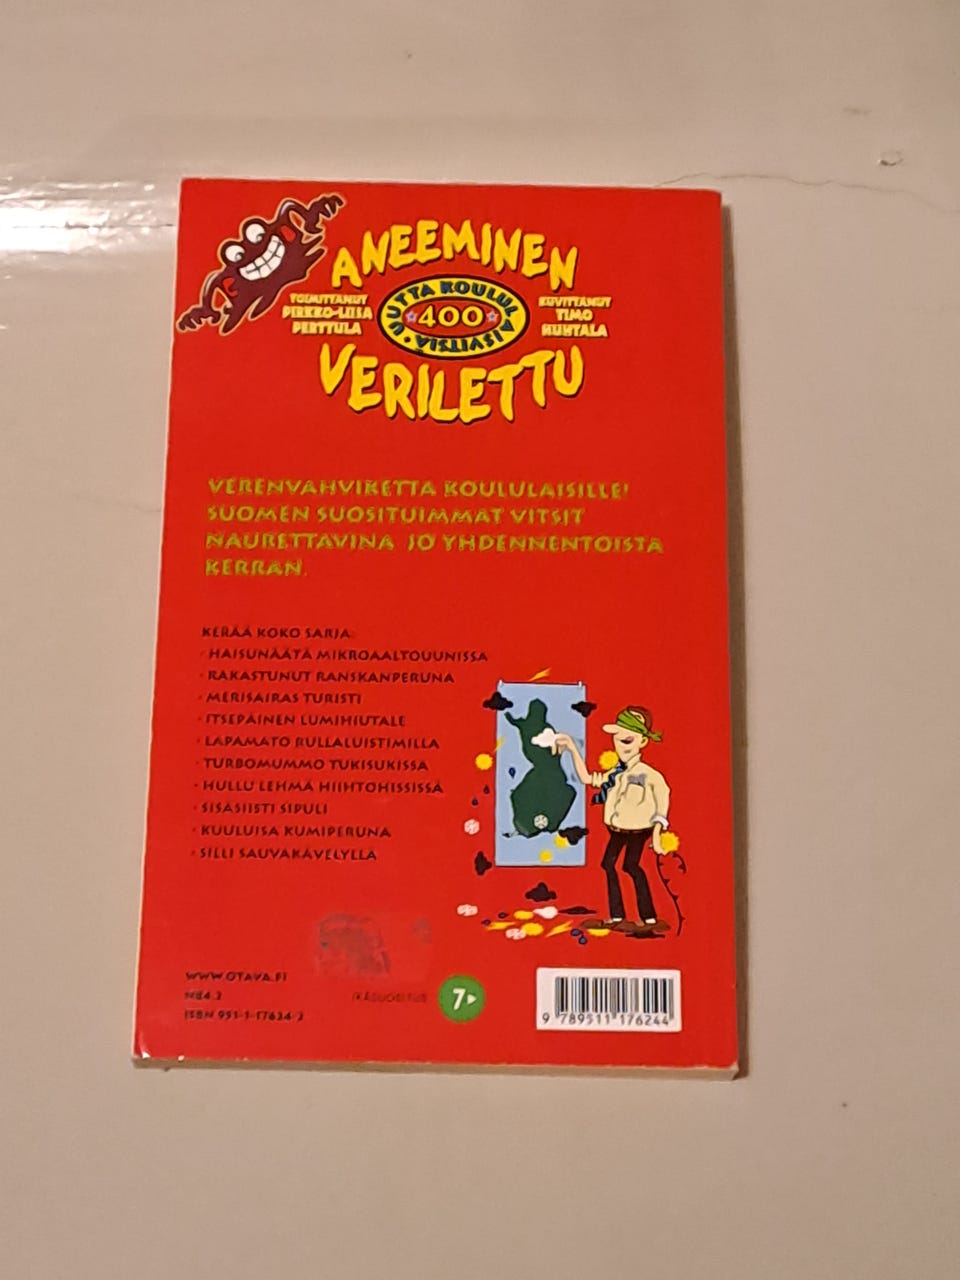 ANEEMINEN
TOIMITTANUT
PIRKKO-LIISA
PERTTULA
UUTTA KOULULAISVITSIÄ
400
KUVITTANUT
TIMO
HUHTALA
VERILETTU
VERENVAHVIKETTA KOULULAISILLE!
SUOMEN SUOSITUIMMAT VITSIT
NAURETTAVINA JO YHDENNENTOISTA
KERRAN.
KERÄÄ KOKO SARJA:
· HAISUNÄÄTÄ MIKROAALTOUUNISSA
· RAKASTUNUT RANSKANPERUNA
· MERISAIRAS TURISTI
· ITSEPÄINEN LUMIHIUTALE
· LAPAMATO RULLALUISTIMILLA
· TURBOMUMMO TUKISUKISSA
· HULLU LEHMÄ HIIHTOHISSISSÄ
· SISÄSIISTI SIPULI
· KUULUISA KUMIPERUNA
· SILLI SAUVAKÄVELYLLÄ
WWW.OTAVA.FI
N84.2
ISBN 951-1-17624-2
IKÄSUOSITUS
7
9 789511 176244